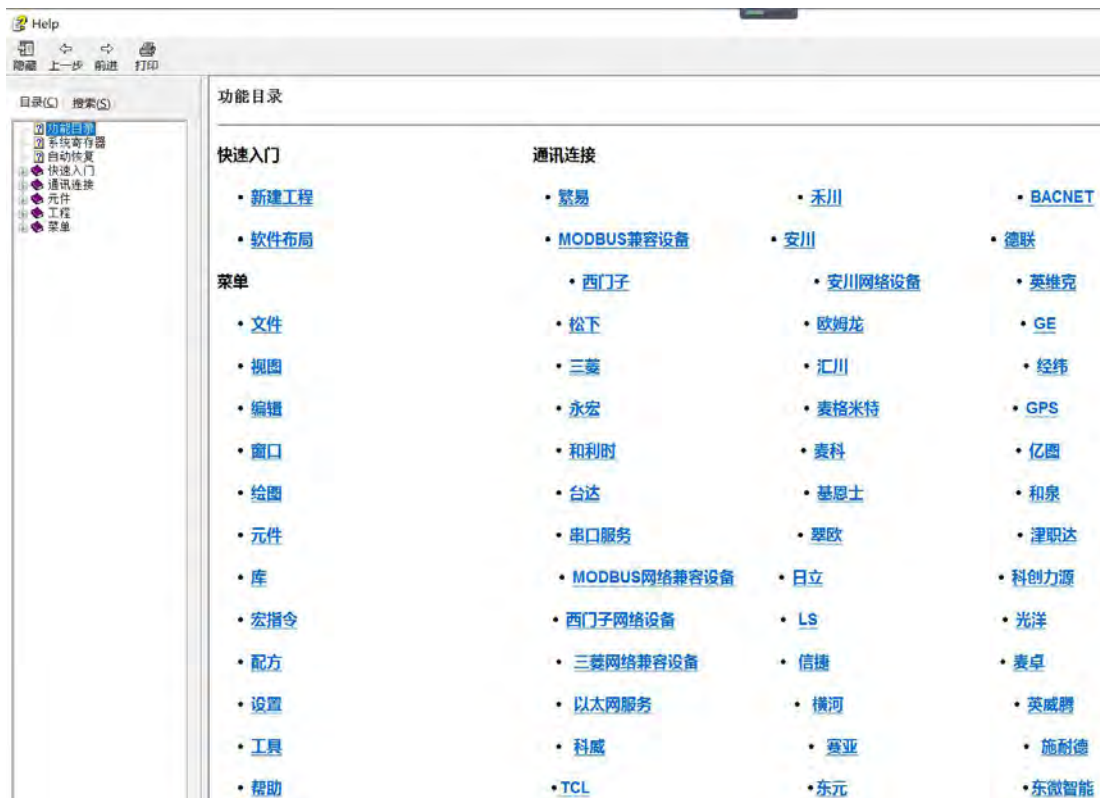 Help
隐藏 上一步 前进 打印
目录(C) 搜索(S)
功能目录
系统寄存器
自动恢复
快速入门
通讯连接
元件
工程
菜单
功能目录
快速入门 通讯连接
• 新建工程 • 繁易 • 禾川 • BACNET
• 软件布局 • MODBUS兼容设备 • 安川 • 德联
菜单 • 西门子 • 安川网络设备 • 英维克
• 文件 • 松下 • 欧姆龙 • GE
• 视图 • 三菱 • 汇川 • 经纬
• 编辑 • 永宏 • 麦格米特 • GPS
• 窗口 • 和利时 • 麦科 • 亿圆
• 绘图 • 台达 • 基恩士 • 和泉
• 元件 • 串口服务 • 翠欧 • 津职达
• 库 • MODBUS网络兼容设备 • 日立 • 科创力源
• 宏指令 • 西门子网络设备 • LS • 光洋
• 配方 • 三菱网络兼容设备 • 信捷 • 麦卓
• 设置 • 以太网服务 • 横河 • 英威腾
• 工具 • 科威 • 赛亚 • 施耐德
• 帮助 •TCL •东元 •东微智能